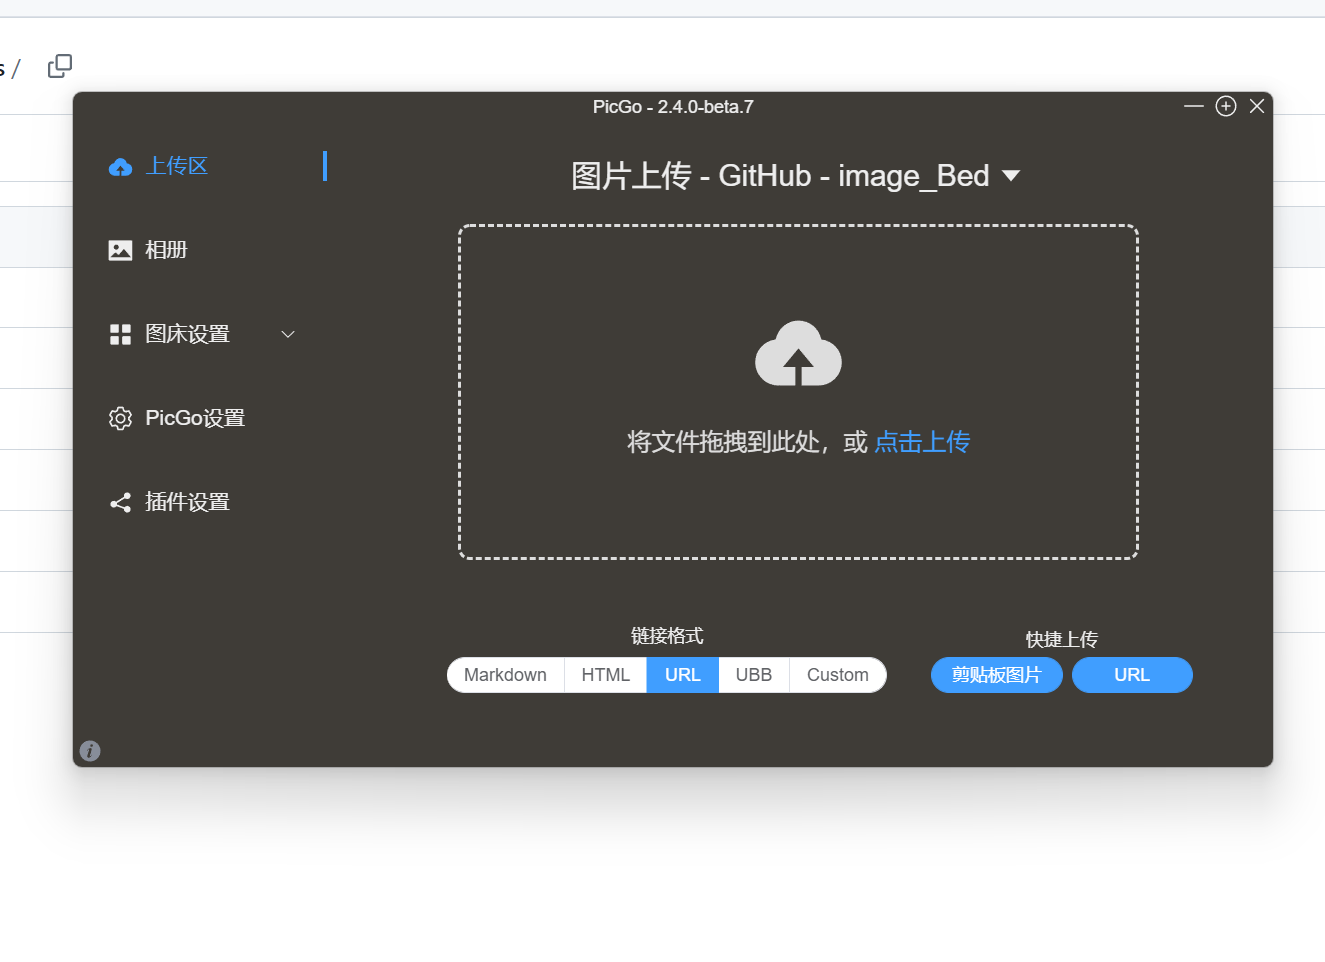 s /
PicGo - 2.4.0-beta.7
上传区
图片上传 - GitHub - image_Bed
相册
图床设置
PicGo设置
插件设置
将文件拖拽到此处，或 点击上传
链接格式
快捷上传
Markdown HTML URL UBB Custom
剪贴板图片 URL
i